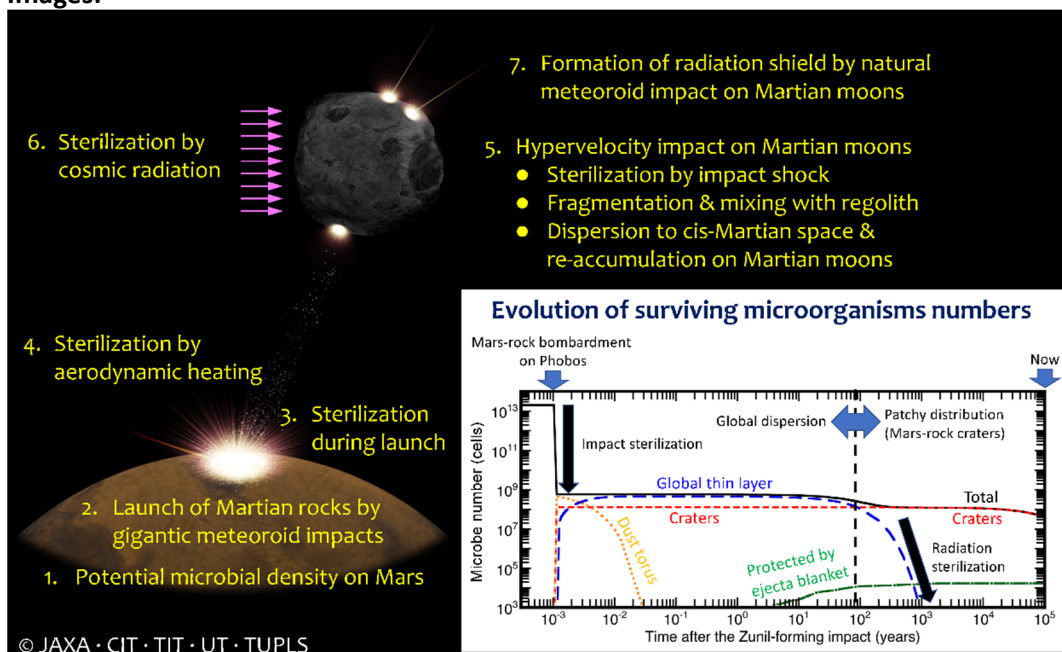 images.
7. Formation of radiation shield by natural
meteoroid impact on Martian moons
6. Sterilization by
cosmic radiation
5. Hypervelocity impact on Martian moons
● Sterilization by impact shock
● Fragmentation & mixing with regolith
● Dispersion to cis-Martian space &
re-accumulation on Martian moons
4. Sterilization by
aerodynamic heating
3. Sterilization
during launch
2. Launch of Martian rocks by
gigantic meteoroid impacts
1. Potential microbial density on Mars
© JAXA · CIT · TIT · UT · TUPLS
Evolution of surviving microorganisms numbers
Mars-rock bombardment
on Phobos
Now
Global dispersion
Patchy distribution
(Mars-rock craters)
Impact sterilization
Global thin layer
Total
Craters
Craters
Dust torus
Radiation
sterilization
Protected by
ejecta blanket
Microbe number (cells)
10¹³
10¹¹
10⁹
10⁷
10⁵
10³
10⁻³ 10⁻² 10⁻¹ 10⁰ 10¹ 10² 10³ 10⁴ 10⁵
Time after the Zunil-forming impact (years)